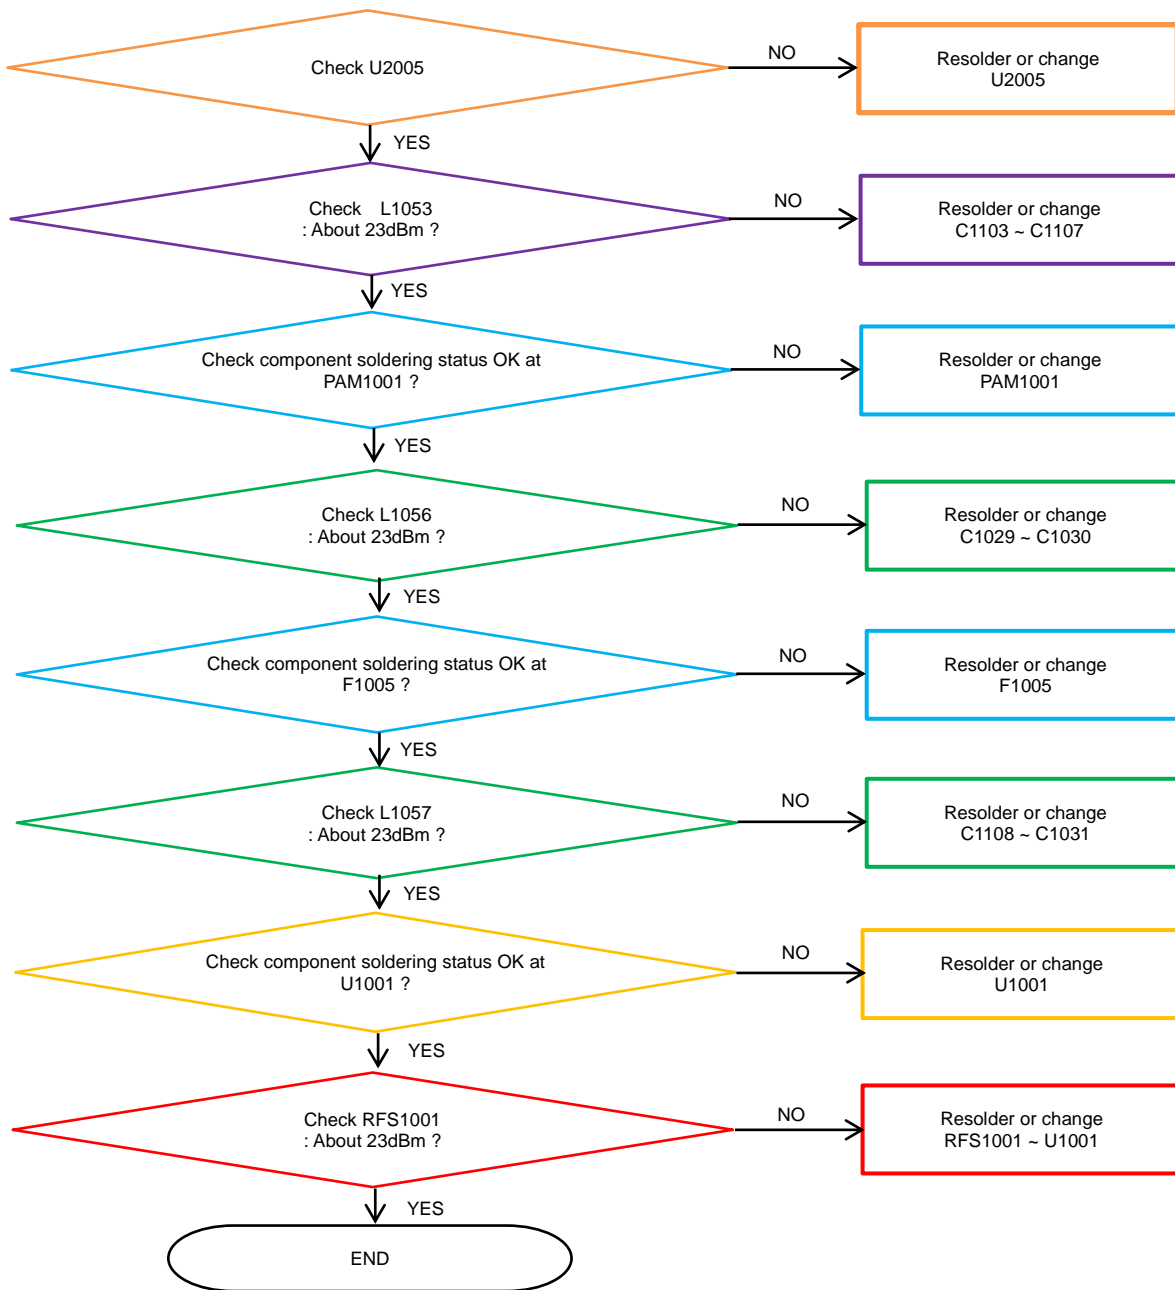 Check U2005
NO
Resolder or change
U2005
YES
Check L1053
: About 23dBm ?
NO
Resolder or change
C1103 ~ C1107
YES
Check component soldering status OK at
PAM1001 ?
NO
Resolder or change
PAM1001
YES
Check L1056
: About 23dBm ?
NO
Resolder or change
C1029 ~ C1030
YES
Check component soldering status OK at
F1005 ?
NO
Resolder or change
F1005
YES
Check L1057
: About 23dBm ?
NO
Resolder or change
C1108 ~ C1031
YES
Check component soldering status OK at
U1001 ?
NO
Resolder or change
U1001
YES
Check RFS1001
: About 23dBm ?
NO
Resolder or change
RFS1001 ~ U1001
YES
END